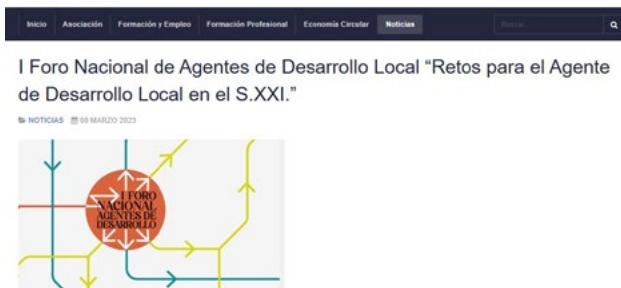 Inicio Asociación Formación y Empleo Formación Profesional Economía Circular Noticias Buscar...
I Foro Nacional de Agentes de Desarrollo Local “Retos para el Agente
de Desarrollo Local en el S.XXI.”
NOTICIAS MARZO 2023
I FORO
NACIONAL
AGENTES DE
DESARROLLO